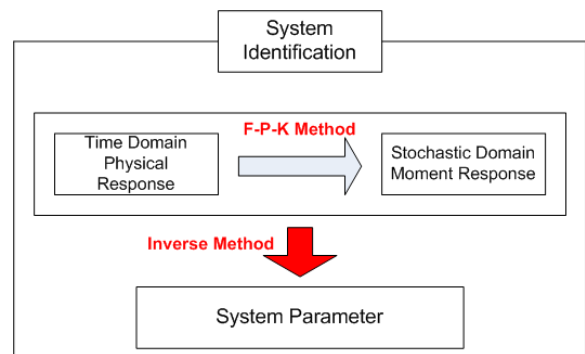 System
Identification
F-P-K Method
Time Domain
Physical
Response
Stochastic Domain
Moment Response
Inverse Method
System Parameter